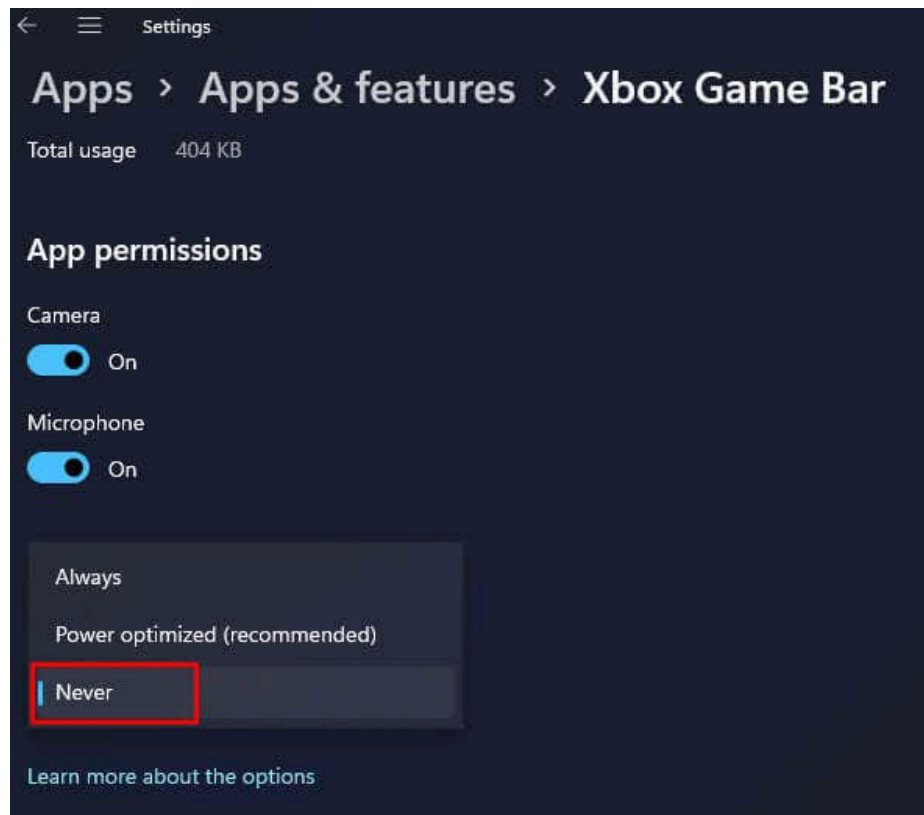 Settings
Apps > Apps & features > Xbox Game Bar
Total usage 404 KB
App permissions
Camera
On
Microphone
On
Always
Power optimized (recommended)
Never
Learn more about the options